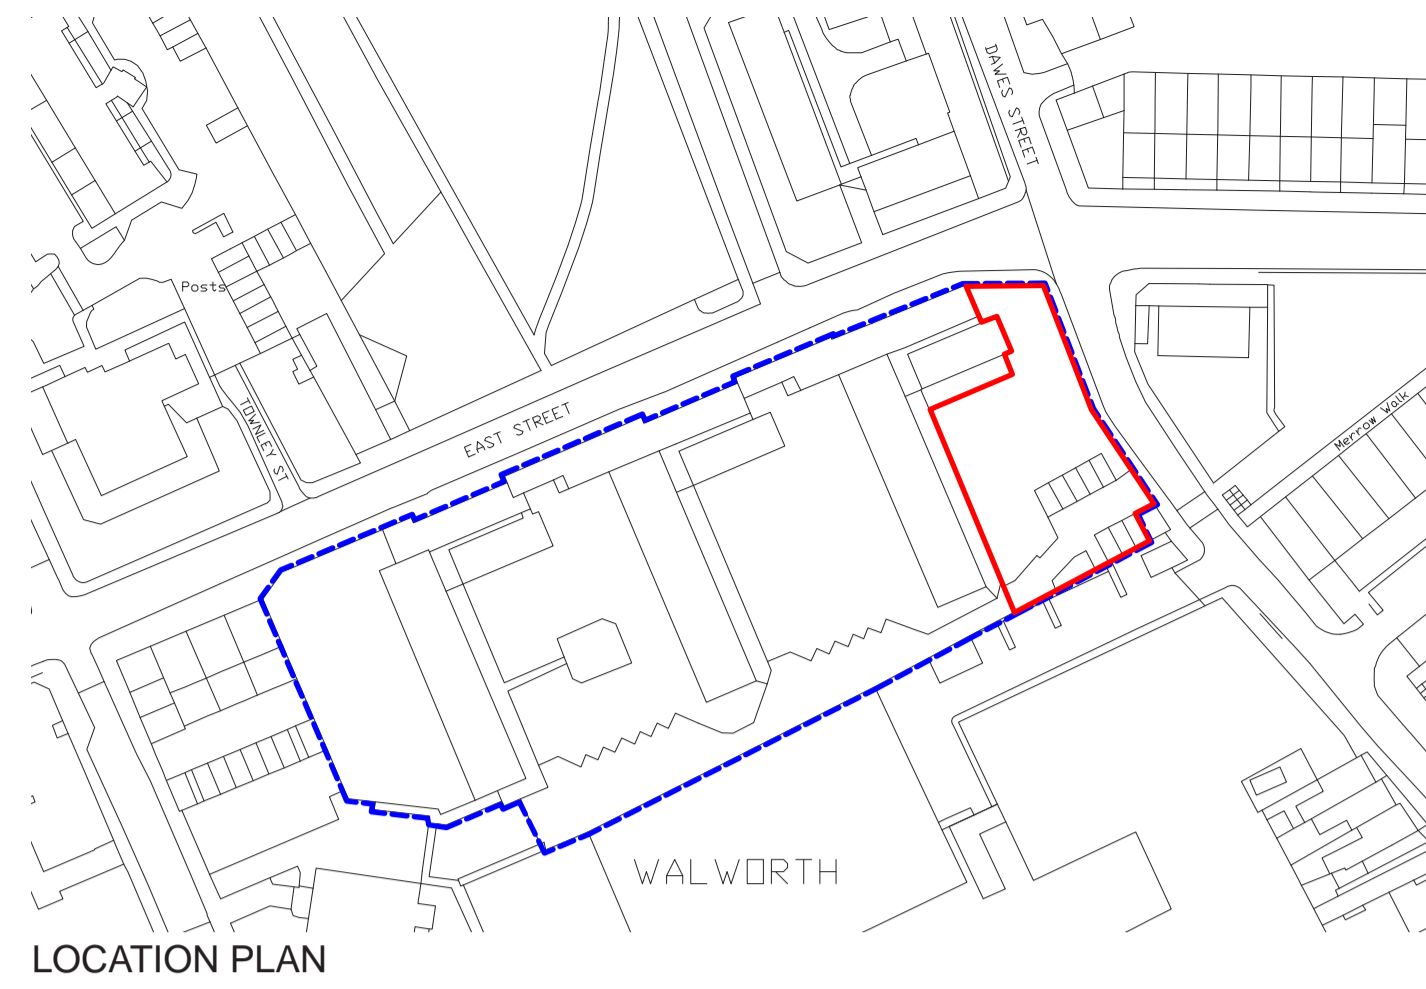 DAWES STREET
Posts
TOWNLEY ST
EAST STREET
Merrow Walk
WALWORTH
LOCATION PLAN